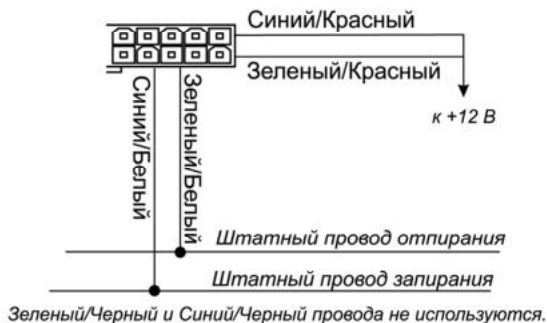 Синий/Красный
Зеленый/Красный
к +12 В
Синий/Белый
Зеленый/Белый
Штатный провод отпирания
Штатный провод запирания
Зеленый/Черный и Синий/Черный провода не используются.